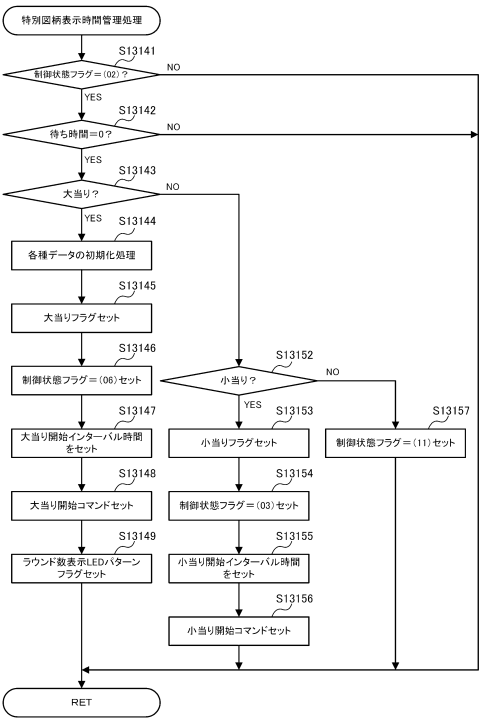 特別図柄表示時間管理処理
S13141
制御状態フラグ=(02)?
NO
YES
S13142
待ち時間=0?
NO
YES
S13143
大当り?
NO
YES
S13144
各種データの初期化処理
S13145
大当りフラグセット
S13146
制御状態フラグ=(06)セット
S13147
大当り開始インターバル時間
をセット
S13148
大当り開始コマンドセット
S13149
ラウンド数表示LEDパターン
フラグセット
S13152
小当り?
NO
YES
S13153
小当りフラグセット
S13154
制御状態フラグ=(03)セット
S13155
小当り開始インターバル時間
をセット
S13156
小当り開始コマンドセット
S13157
制御状態フラグ=(11)セット
RET